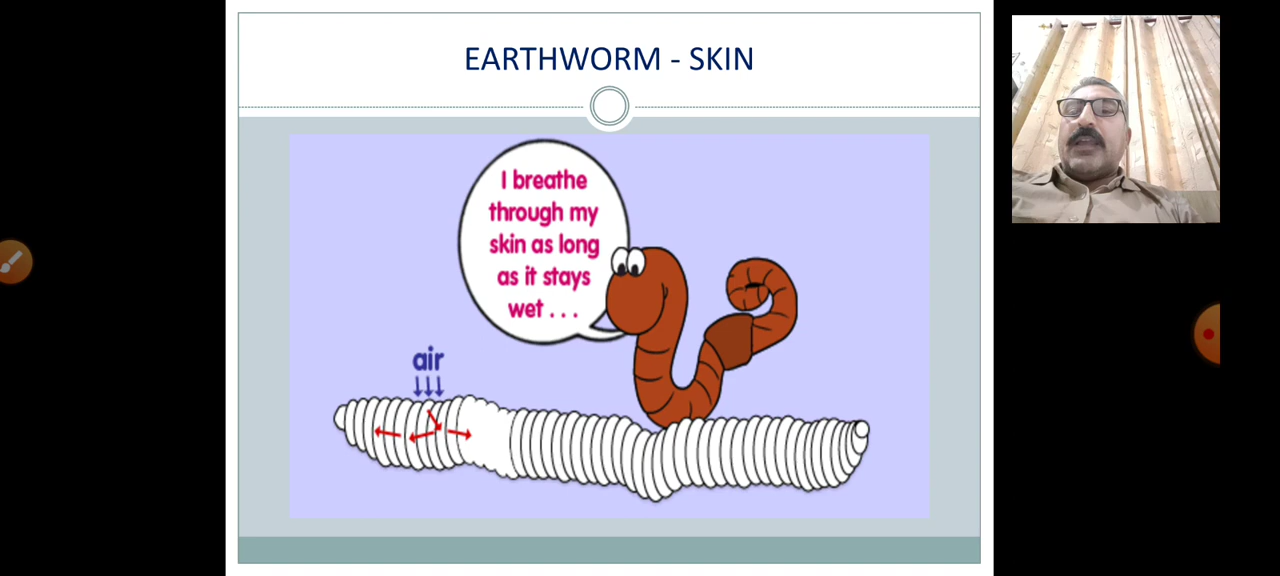 EARTHWORM - SKIN
I breathe
through my
skin as long
as it stays
wet . . .
air